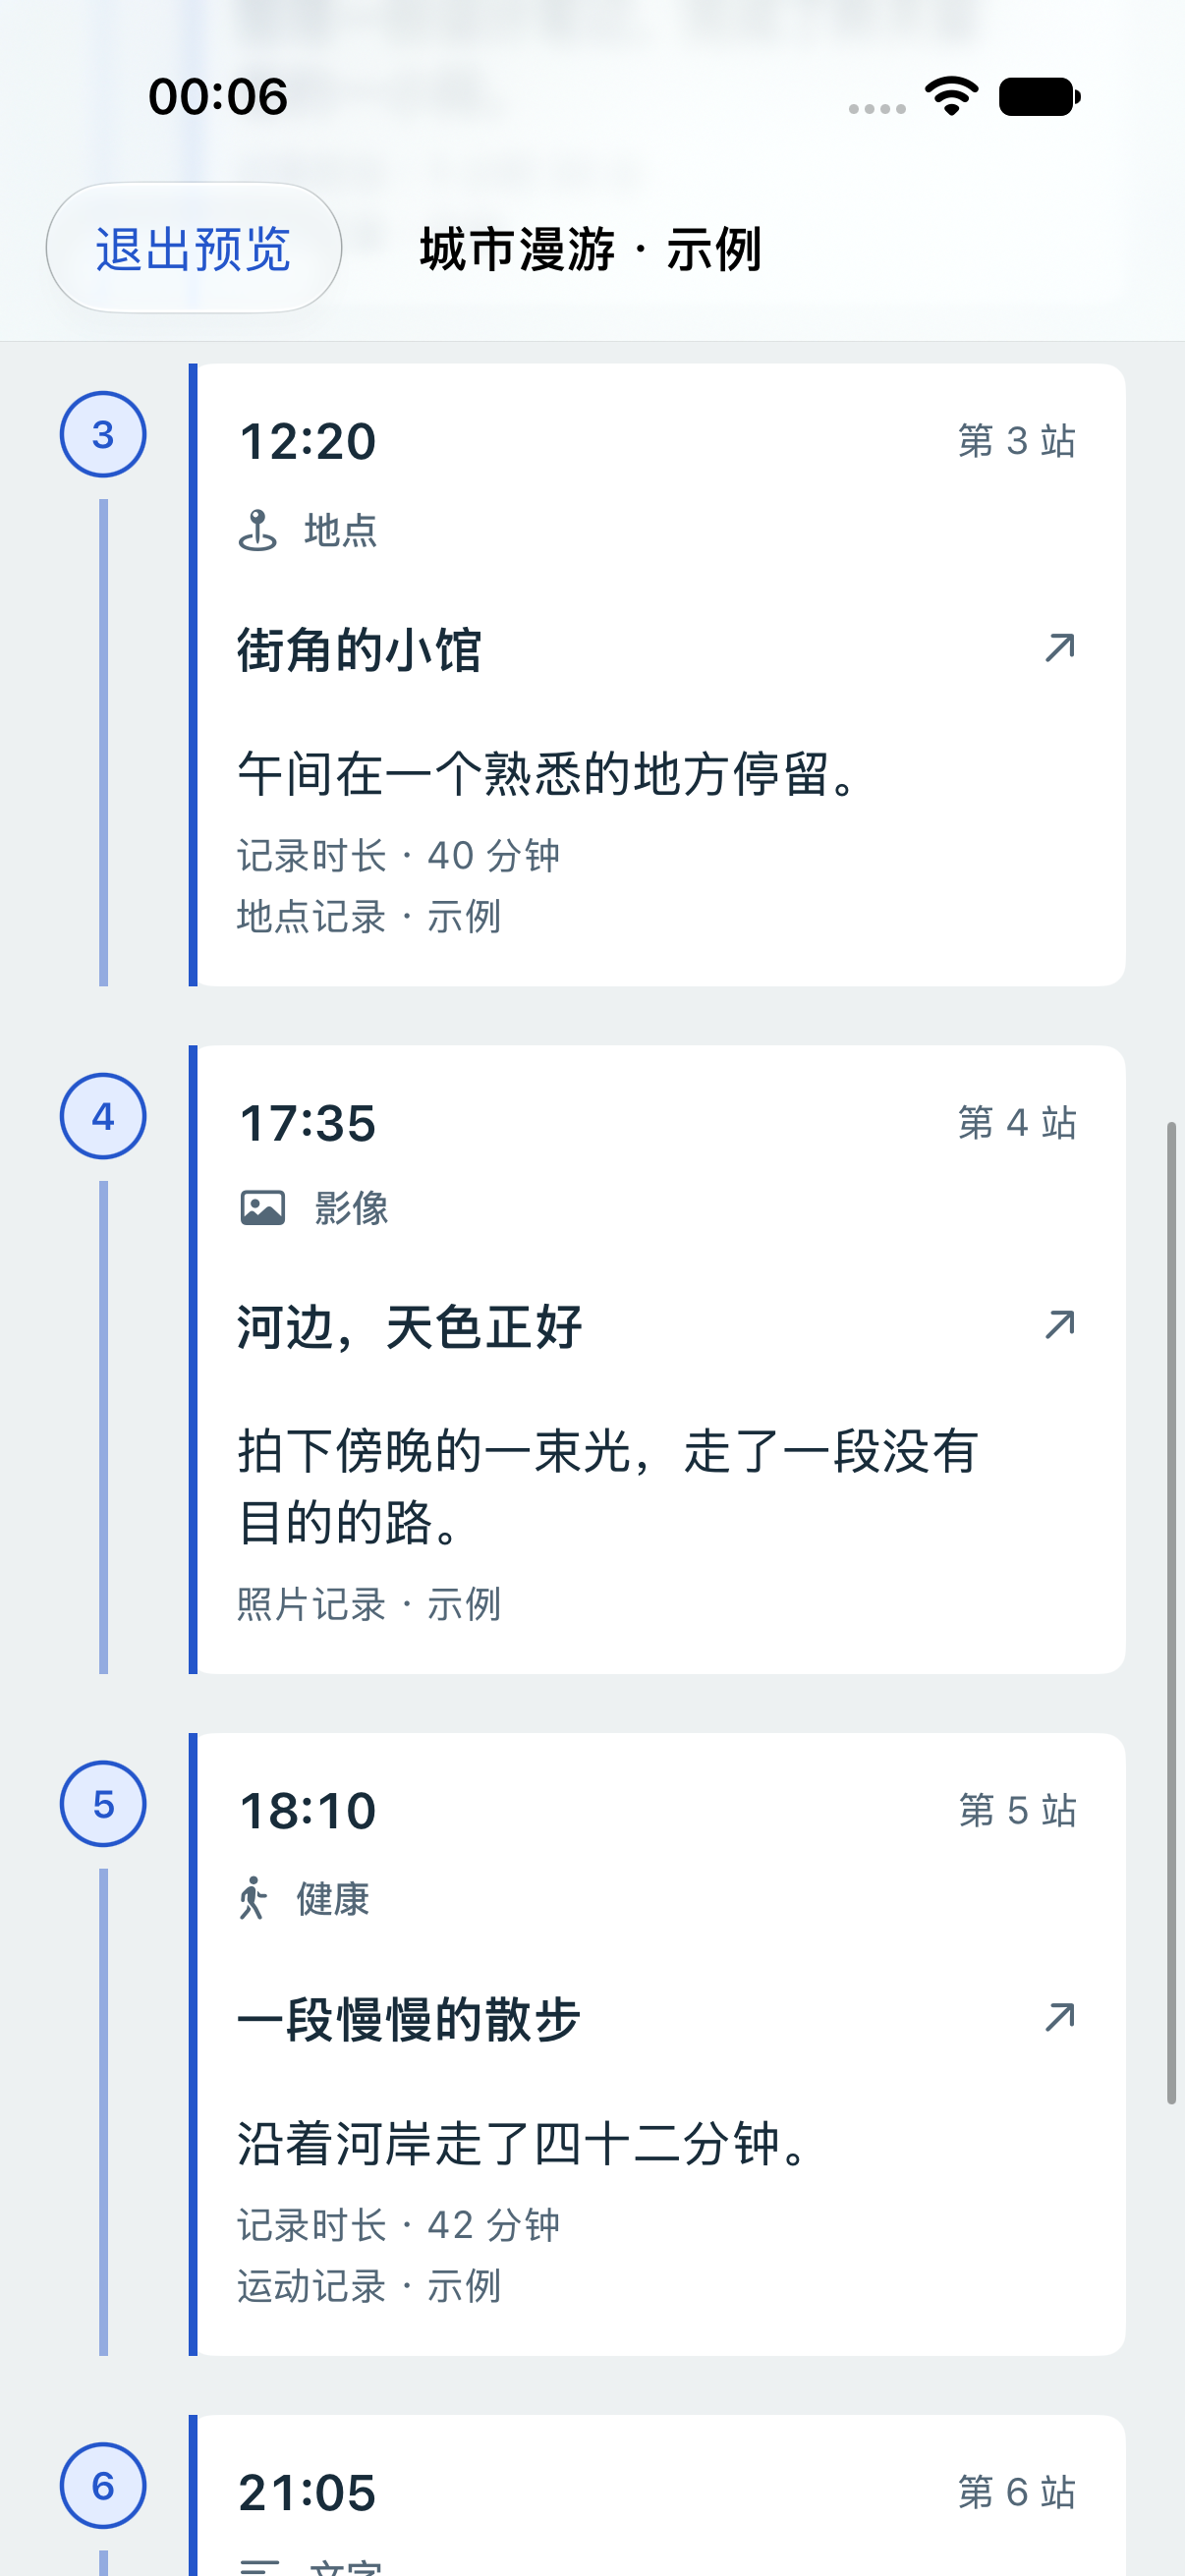 00:06
退出预览
城市漫游 · 示例
3
12:20
第 3 站
地点
街角的小馆
午间在一个熟悉的地方停留。
记录时长 · 40 分钟
地点记录 · 示例
4
17:35
第 4 站
影像
河边，天色正好
拍下傍晚的一束光，走了一段没有
目的的路。
照片记录 · 示例
5
18:10
第 5 站
健康
一段慢慢的散步
沿着河岸走了四十二分钟。
记录时长 · 42 分钟
运动记录 · 示例
6
21:05
第 6 站
文字